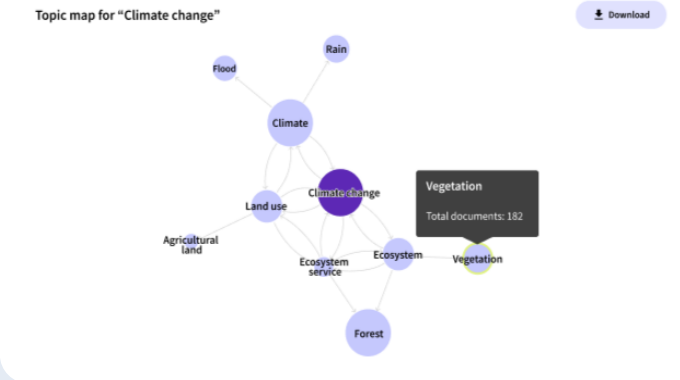 Topic map for “Climate change”
Download
Rain
Flood
Climate
Climate change
Land use
Vegetation
Total documents: 182
Agricultural
land
Ecosystem
service
Ecosystem
Vegetation
Forest